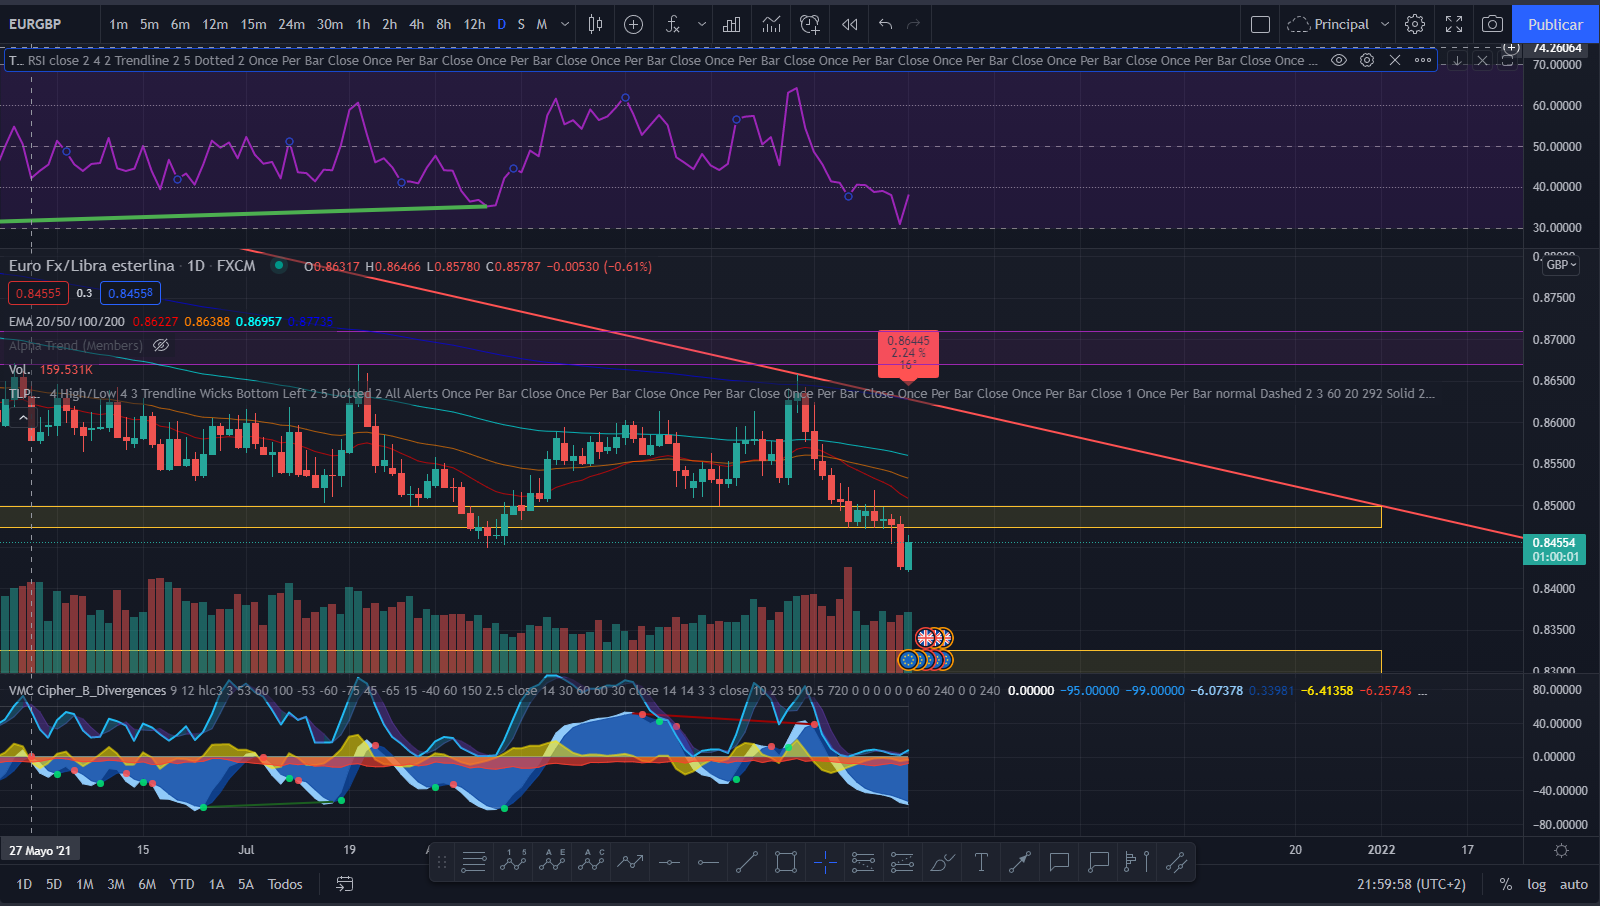 EURGBP 1m 5m 6m 12m 15m 24m 30m 1h 2h 4h 8h 12h D S M Principal Publicar
T... RSI close 2 4 2 Trendline 2 5 Dotted 2 Once Per Bar Close Once Per Bar Close Once Per Bar Close Once Per Bar Close Once Per Bar Close Once Per Bar Close Once Per Bar Close Once Per Bar Close Once ...
74.26064
70.00000
60.00000
50.00000
40.00000
30.00000
Euro Fx/Libra esterlina · 1D · FXCM O0.86317 H0.86466 L0.85780 C0.85787 −0.00530 (−0.61%)
GBP
0.84555 0.3 0.84558
0.87500
EMA 20/50/100/200 0.86227 0.86388 0.86957
Alpha Trend (Members)
0.87000
0.86445
2.24 %
16°
Vol. 159.531K
0.86500
TLP... 4 High/Low 4 3 Trendline Wicks Bottom Left 2 5 Dotted 2 All Alerts Once Per Bar Close Once Per Bar Close Once Per Bar Close Once Per Bar Close Once Per Bar Close Once Per Bar Close 1 Once Per Bar normal Dashed 2 3 60 20 292 Solid 2...
0.86000
0.85500
0.85000
0.84554
01:00:01
0.84000
0.83500
0.83000
VMC Cipher_B_Divergences 9 12 hlc3 3 53 60 100 -53 -60 -75 45 -65 15 -40 60 150 2.5 close 14 30 60 60 30 close 14 14 3 3 close 10 23 50 0.5 720 0 0 0 0 0 0 60 240 0 0 240 0.00000 −95.00000 −99.00000 −6.07378 0.33981 −6.41358 −6.25743 ...
80.00000
40.00000
0.00000
−40.00000
−80.00000
27 Mayo '21 15 Jul 19 20 2022 17
1D 5D 1M 3M 6M YTD 1A 5A Todos 21:59:58 (UTC+2) % log auto